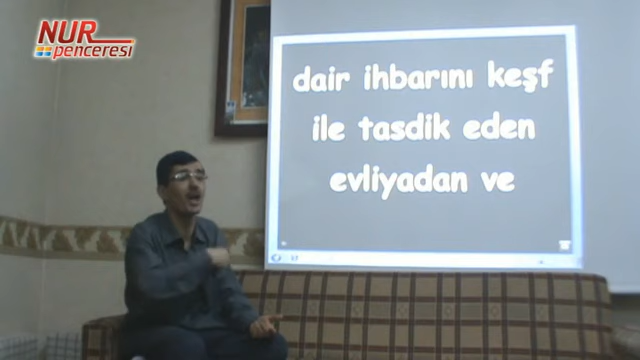 NUR
penceresi
dair ihbarını keşf
ile tasdik eden
evliyadan ve